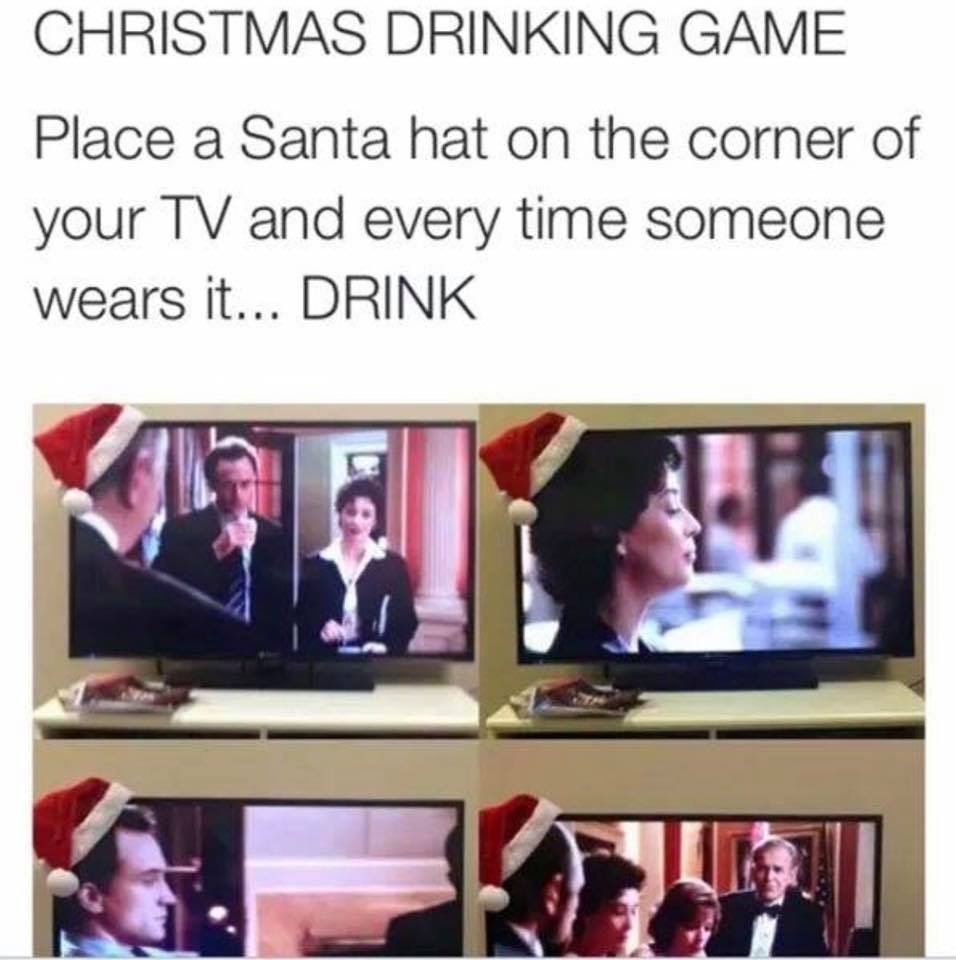 CHRISTMAS DRINKING GAME
Place a Santa hat on the corner of
your TV and every time someone
wears it... DRINK